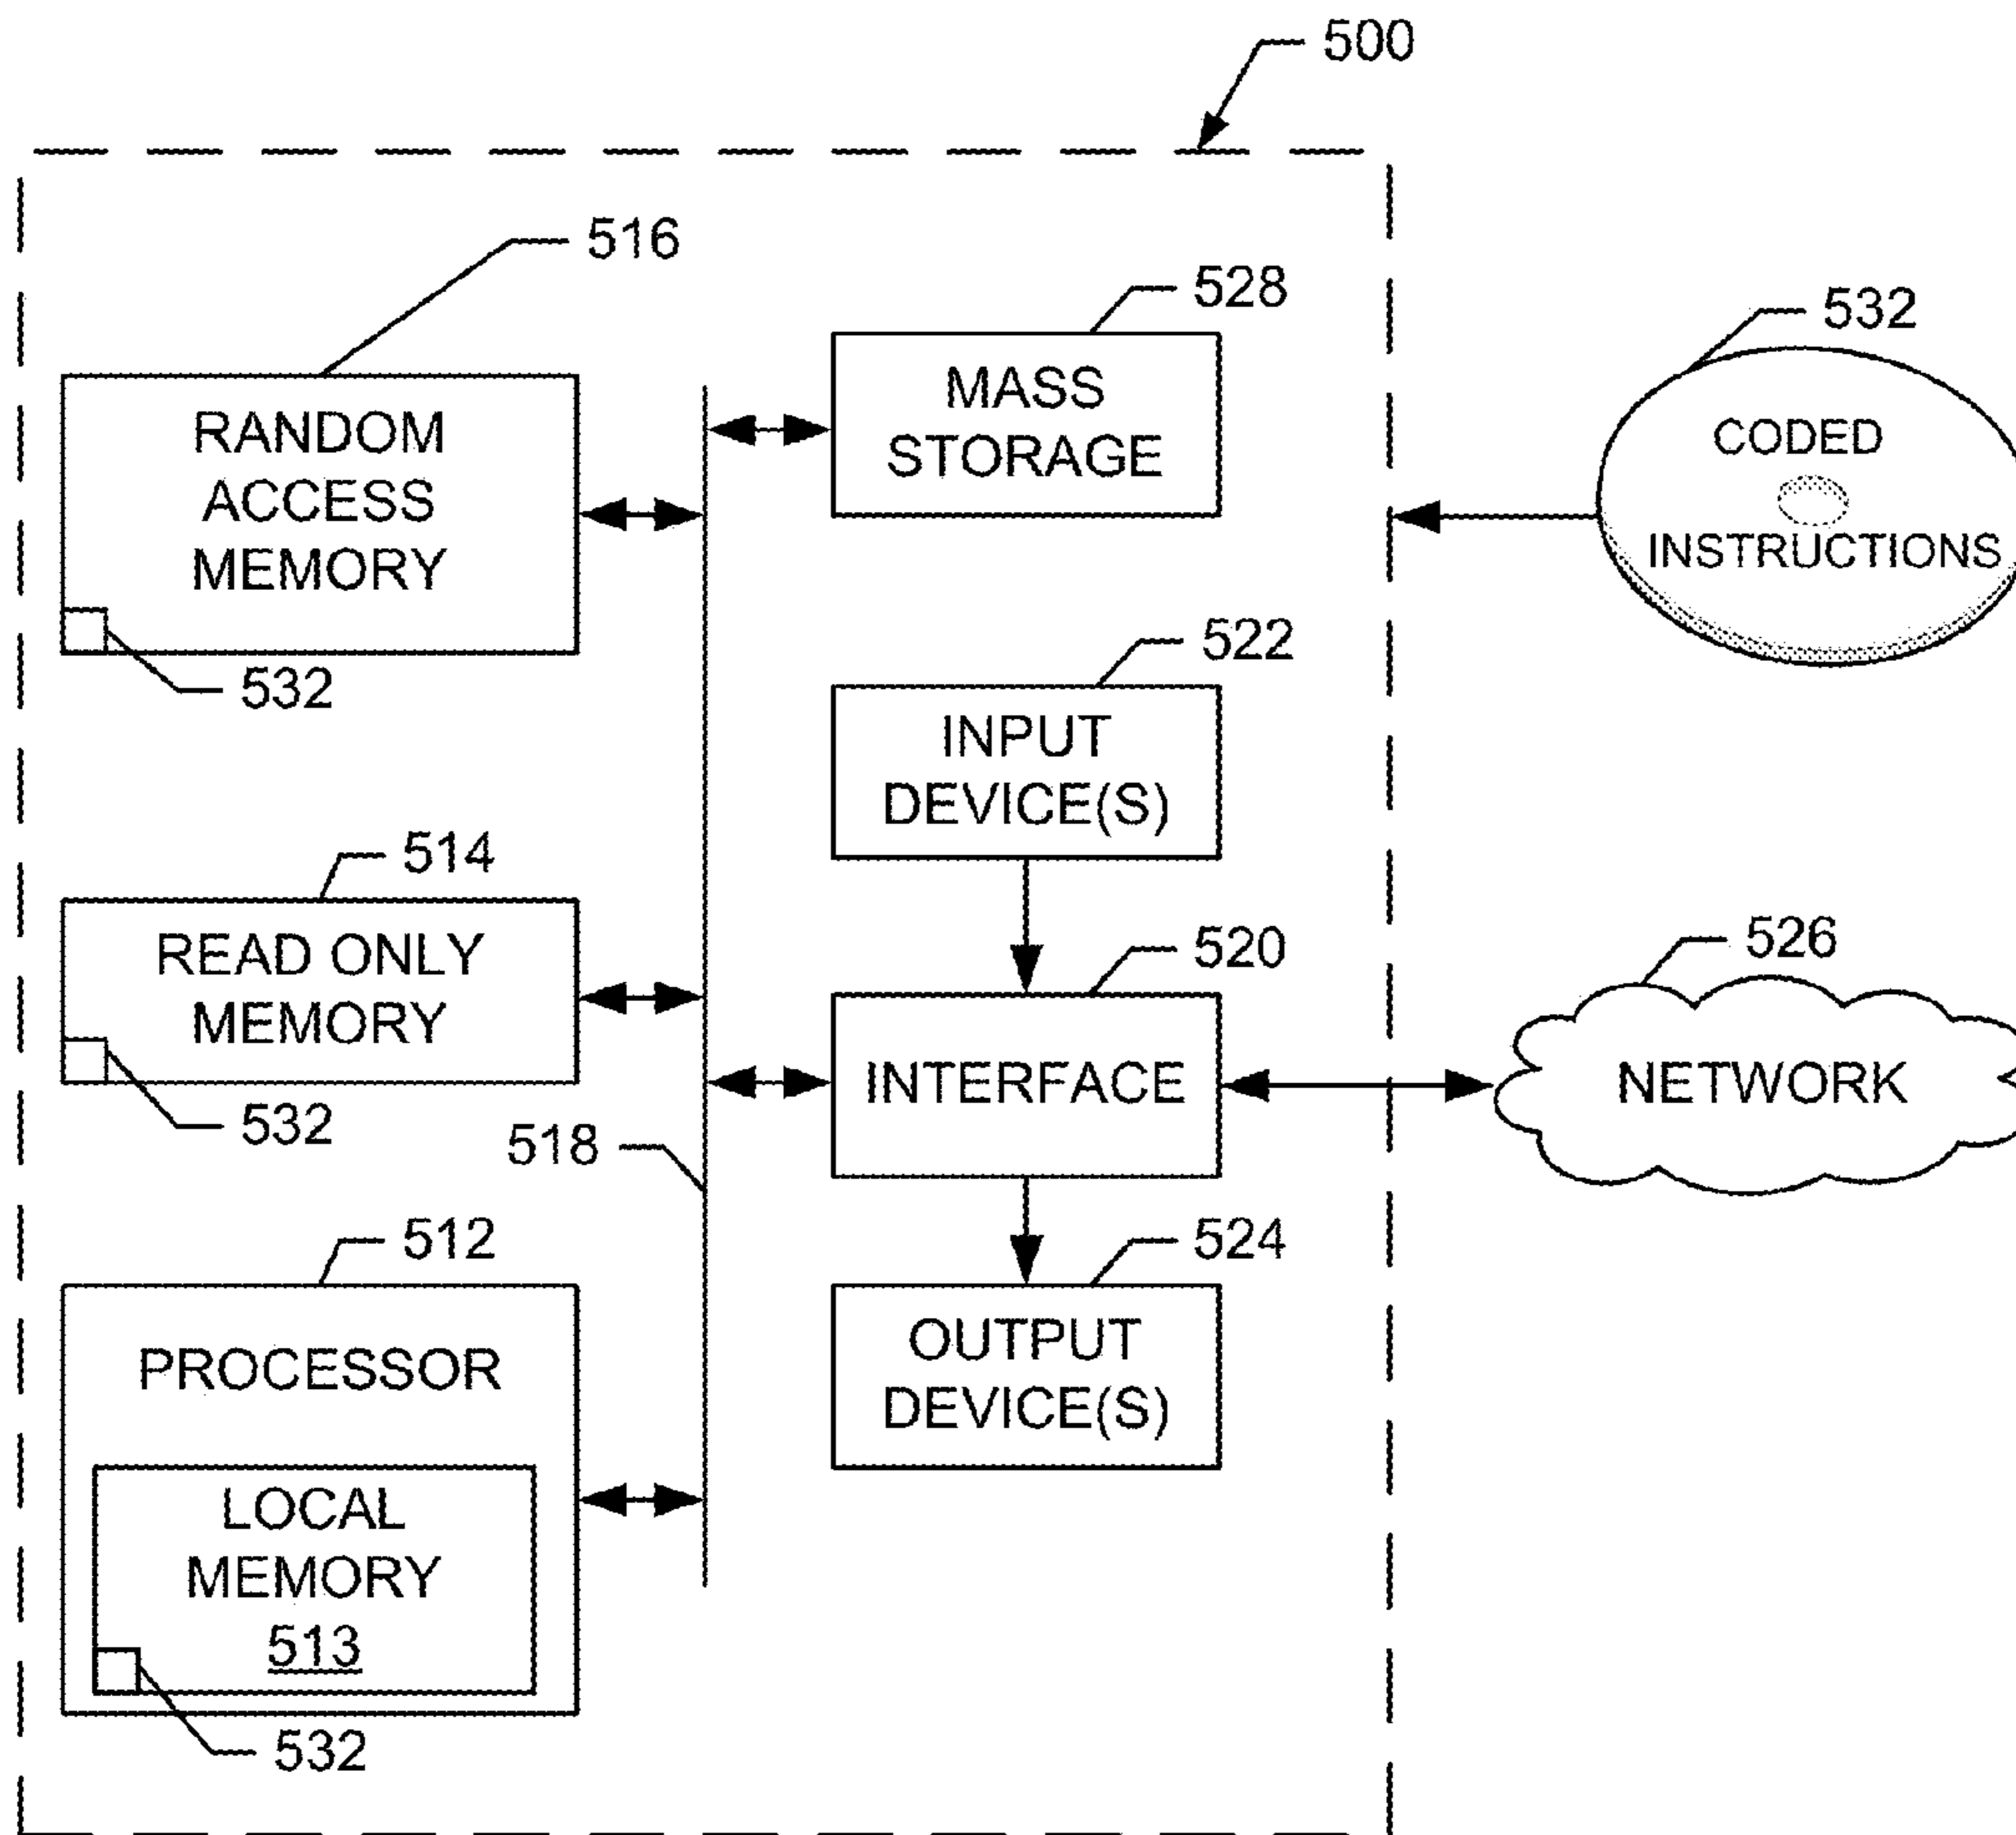 500
516
528
532
RANDOM
ACCESS
MEMORY
MASS
STORAGE
CODED
INSTRUCTIONS
532
522
INPUT
DEVICE(S)
514
READ ONLY
MEMORY
520
526
INTERFACE
NETWORK
532
518
512
524
PROCESSOR
OUTPUT
DEVICE(S)
LOCAL
MEMORY
513
532